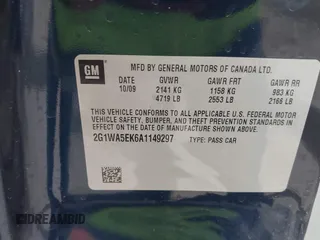 GM
MFD BY GENERAL MOTORS OF CANADA LTD.
DATE GVWR GAWR FRT GAWR RR
10/09 2141 KG 1158 KG 983 KG
4719 LB 2553 LB 2166 LB
THIS VEHICLE CONFORMS TO ALL APPLICABLE U.S. FEDERAL MOTOR
VEHICLE SAFETY, BUMPER, AND THEFT PREVENTION STANDARDS
IN EFFECT ON THE DATE OF MANUFACTURE SHOWN ABOVE.
2G1WA5EK6A1149297 TYPE: PASS CAR
© DREAMBID